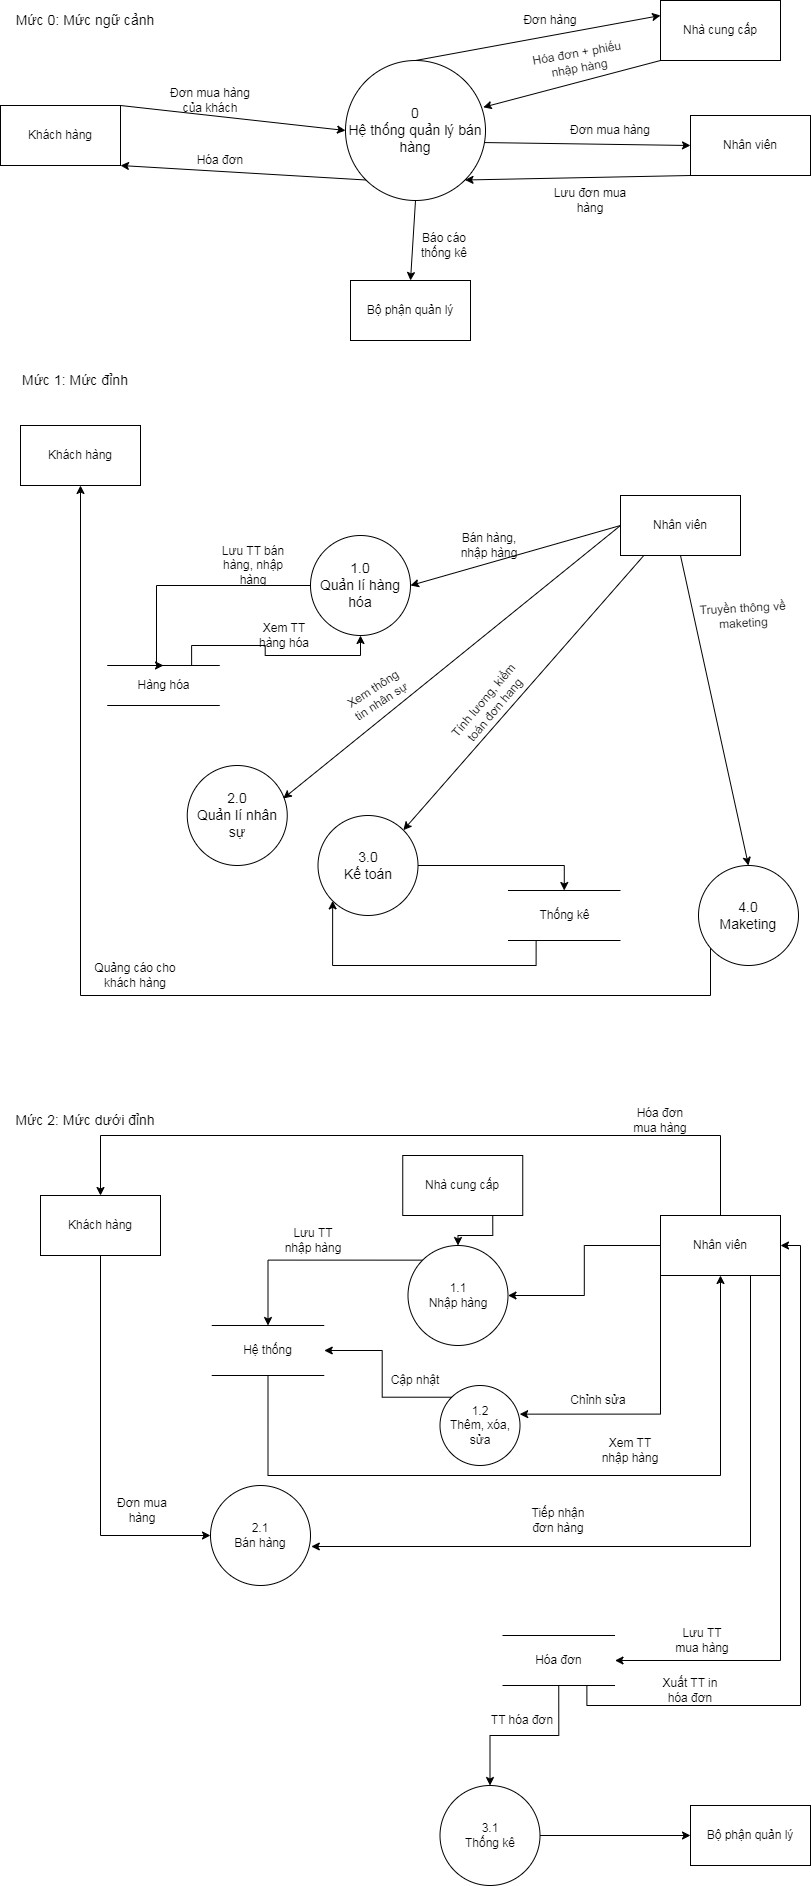 Mức 0: Mức ngữ cảnh
Đơn hàng
Nhà cung cấp
Hóa đơn + phiếu
nhập hàng
Đơn mua hàng
của khách
Khách hàng
0
Hệ thống quản lý bán
hàng
Đơn mua hàng
Nhân viên
Hóa đơn
Lưu đơn mua
hàng
Báo cáo
thống kê
Bộ phận quản lý
Mức 1: Mức đỉnh
Khách hàng
Nhân viên
Bán hàng,
nhập hàng
Lưu TT bán
hàng, nhập
hàng
1.0
Quản lí hàng
hóa
Truyền thông về
maketing
Xem TT
hàng hóa
Hàng hóa
Xem thông
tin nhân sự
Tính lương, kiểm
toán đơn hang
2.0
Quản lí nhân
sự
3.0
Kế toán
Thống kê
4.0
Maketing
Quảng cáo cho
khách hàng
Mức 2: Mức dưới đỉnh
Hóa đơn
mua hàng
Nhà cung cấp
Khách hàng
Nhân viên
Lưu TT
nhập hàng
1.1
Nhập hàng
Hệ thống
Cập nhật
Chỉnh sửa
1.2
Thêm, xóa,
sửa
Xem TT
nhập hàng
Đơn mua
hàng
2.1
Bán hàng
Tiếp nhận
đơn hàng
Lưu TT
mua hàng
Hóa đơn
Xuất TT in
hóa đơn
TT hóa đơn
3.1
Thống kê
Bộ phận quản lý